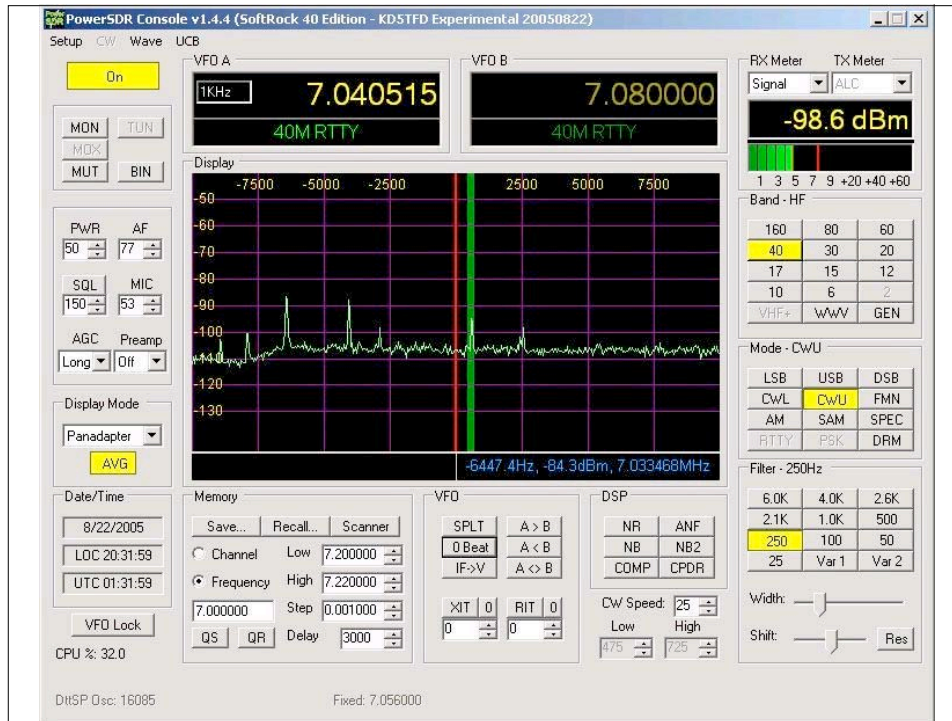 PowerSDR Console v1.4.4 (SoftRock 40 Edition - KD5TFD Experimental 20050822)
Setup CW Wave UCB
On
MON TUN
MOX
MUT BIN
PWR AF
50 77
SQL MIC
150 53
AGC Preamp
Long Off
Display Mode
Panadapter
AVG
Date/Time
8/22/2005
LOC 20:31:59
UTC 01:31:59
VFO Lock
CPU %: 32.0
VFO A
1KHz 7.040515
40M RTTY
VFO B
7.080000
40M RTTY
Display
-7500 -5000 -2500 2500 5000 7500
-50
-60
-70
-80
-90
-100
-110
-120
-130
-6447.4Hz, -84.3dBm, 7.033468MHz
Memory
Save... Recall... Scanner
Channel Low 7.200000
Frequency High 7.220000
7.000000 Step 0.001000
QS QR Delay 3000
VFO
SPLT A > B
0 Beat A < B
IF->V A <> B
XIT 0 RIT 0
0 0
DSP
NR ANF
NB NB2
COMP CPDR
CW Speed: 25
Low High
475 725
RX Meter TX Meter
Signal ALC
-98.6 dBm
1 3 5 7 9 +20 +40 +60
Band - HF
160 80 60
40 30 20
17 15 12
10 6 2
VHF+ WWV GEN
Mode - CWU
LSB USB DSB
CWL CWU FMN
AM SAM SPEC
RTTY PSK DRM
Filter - 250Hz
6.0K 4.0K 2.6K
2.1K 1.0K 500
250 100 50
25 Var 1 Var 2
Width:
Shift: Res
DttSP Osc: 16085 Fixed: 7.056000